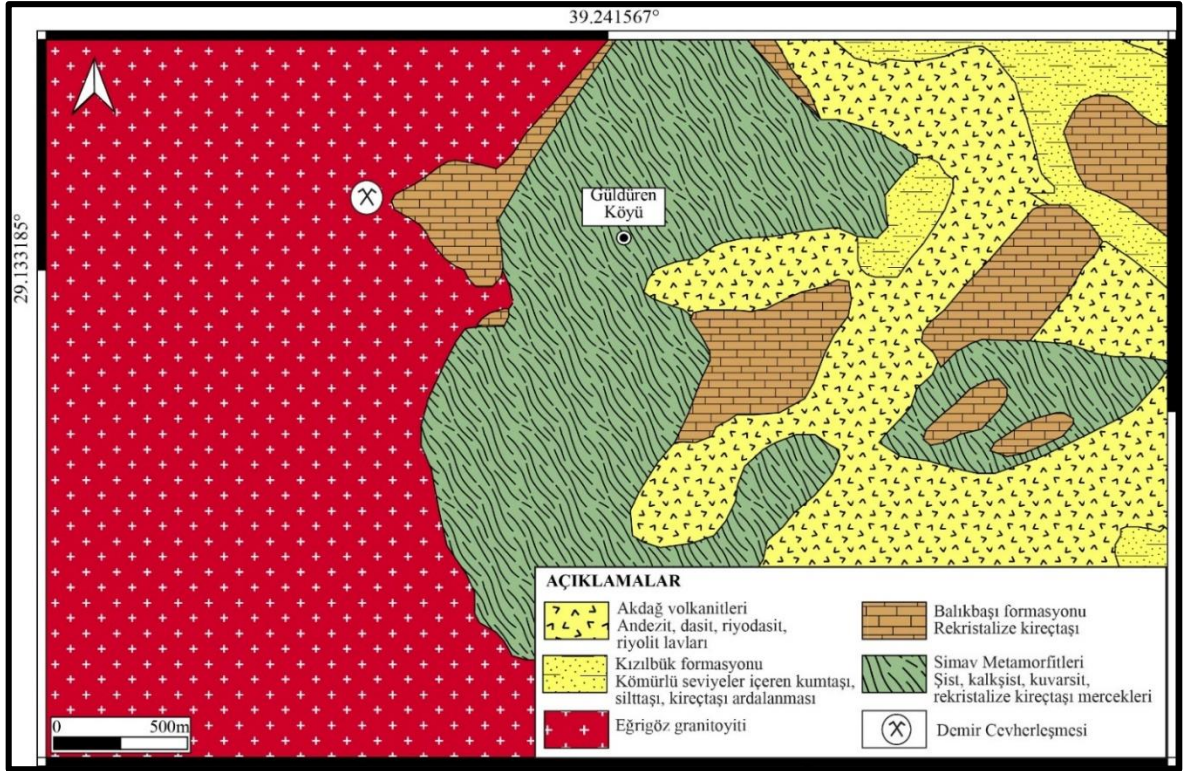 39.241567°
29.133185°
Güldüren
Köyü
AÇIKLAMALAR
Akdağ volkanitleri
Andezit, dasit, riyodasit,
riyolit lavları
Kızılbük formasyonu
Kömürlü seviyeler içeren kumtaşı,
silttaşı, kireçtaşı ardalanması
Eğrigöz granitoyiti
Balıkbaşı formasyonu
Rekristalize kireçtaşı
Simav Metamorfitleri
Şist, kalkşist, kuvarsit,
rekristalize kireçtaşı mercekleri
Demir Cevherleşmesi
0 500m